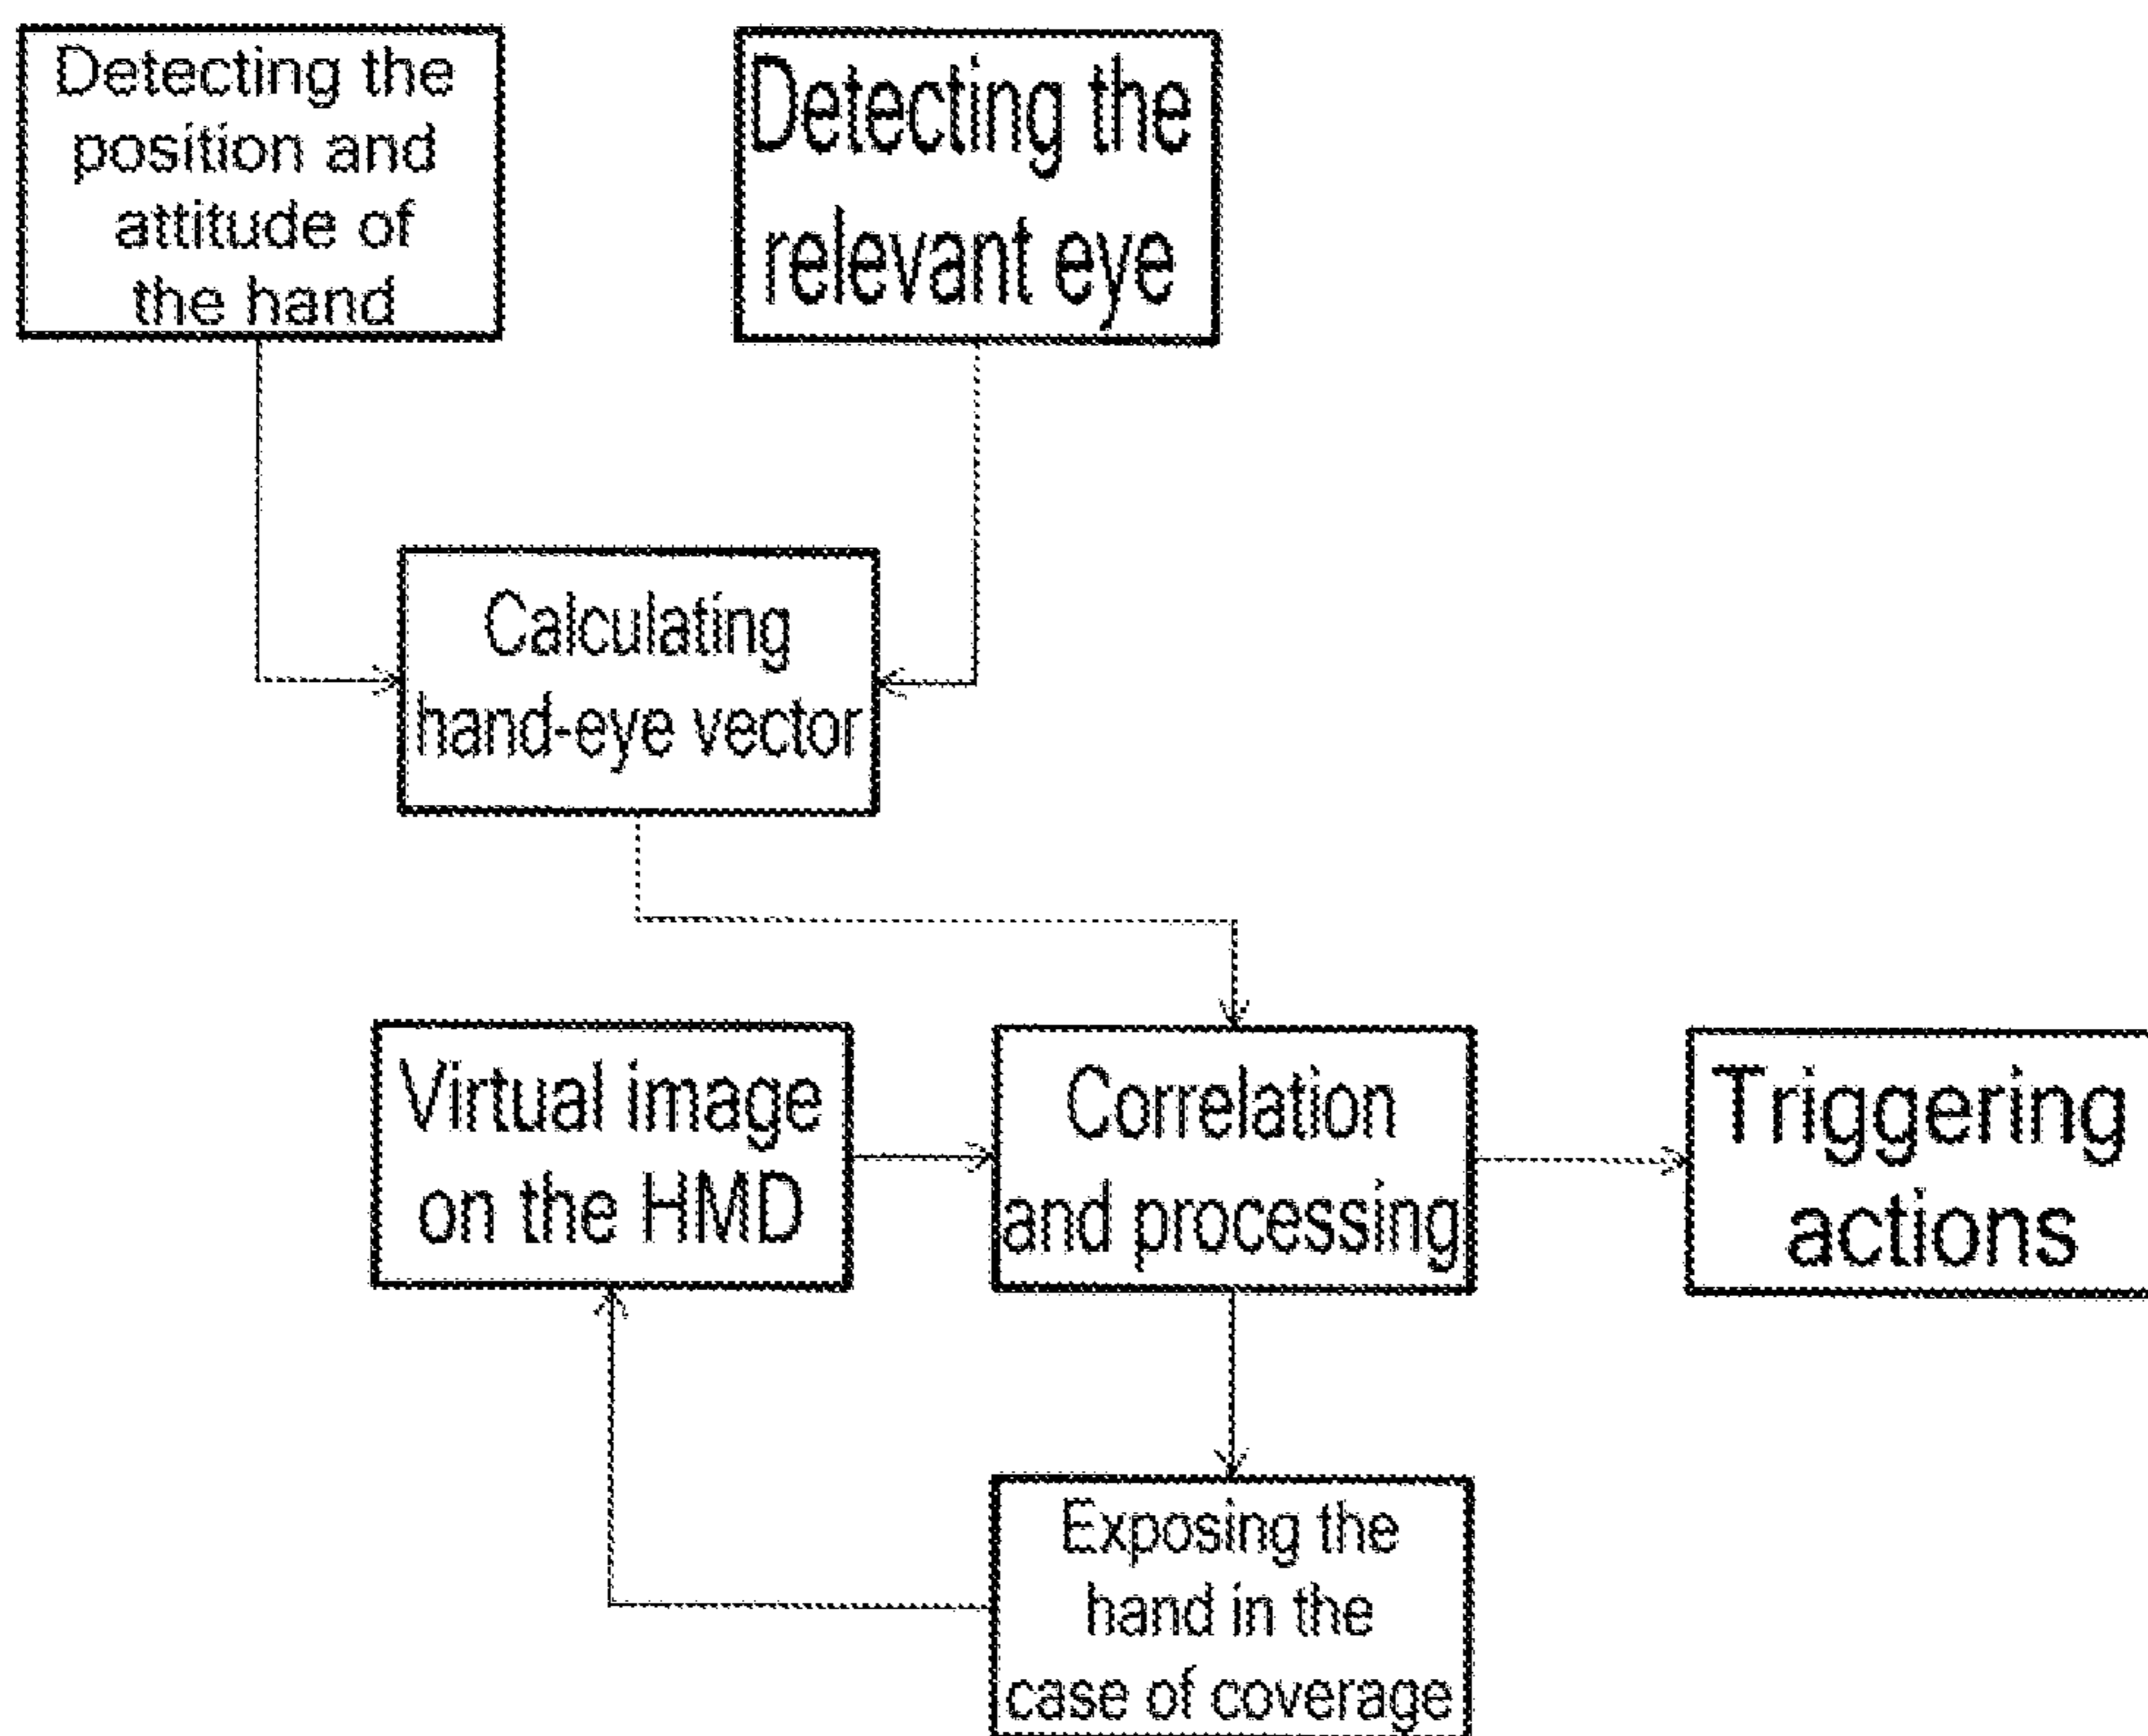 Detecting the
position and
attitude of
the hand
Detecting the
relevant eye
Calculating
hand-eye vector
Virtual image
on the HMD
Correlation
and processing
Triggering
actions
Exposing the
hand in the
case of coverage